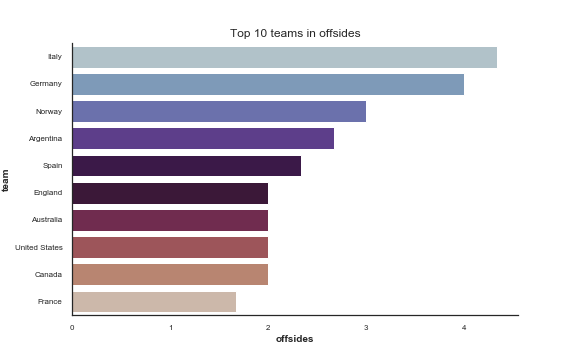 Top 10 teams in offsides
team
Italy
Germany
Norway
Argentina
Spain
England
Australia
United States
Canada
France
0 1 2 3 4
offsides